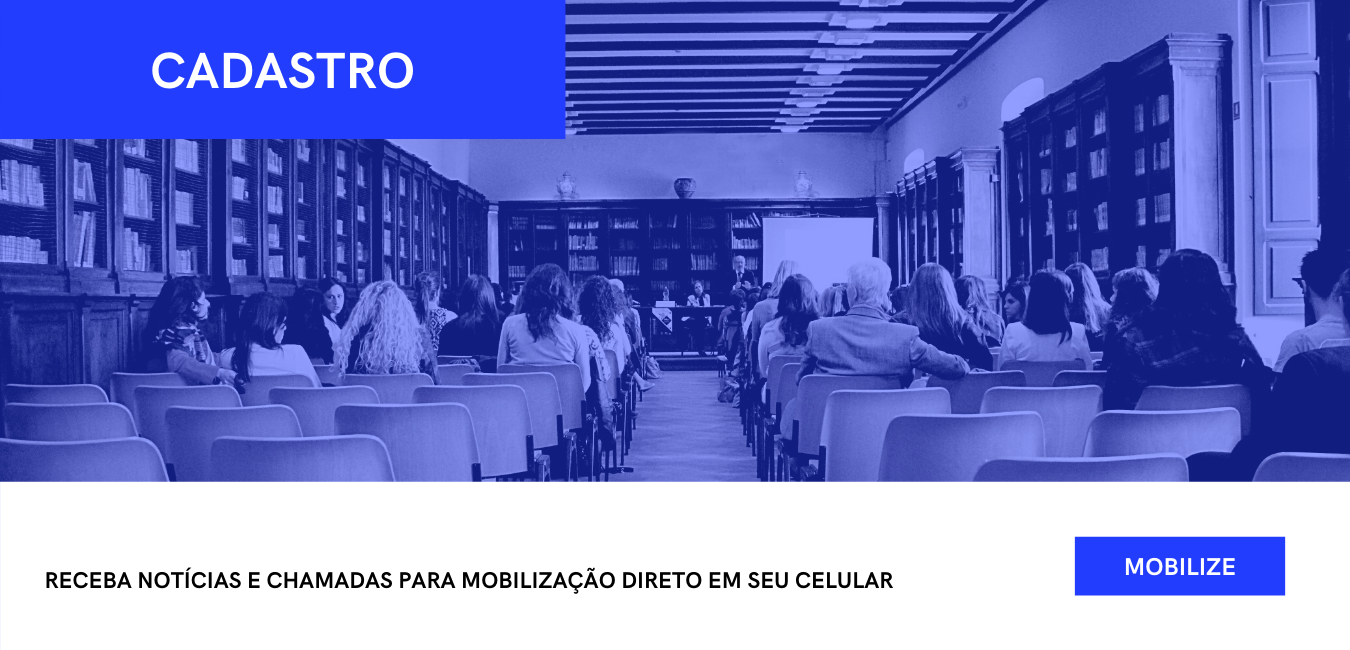 CADASTRO
RECEBA NOTÍCIAS E CHAMADAS PARA MOBILIZAÇÃO DIRETO EM SEU CELULAR
MOBILIZE